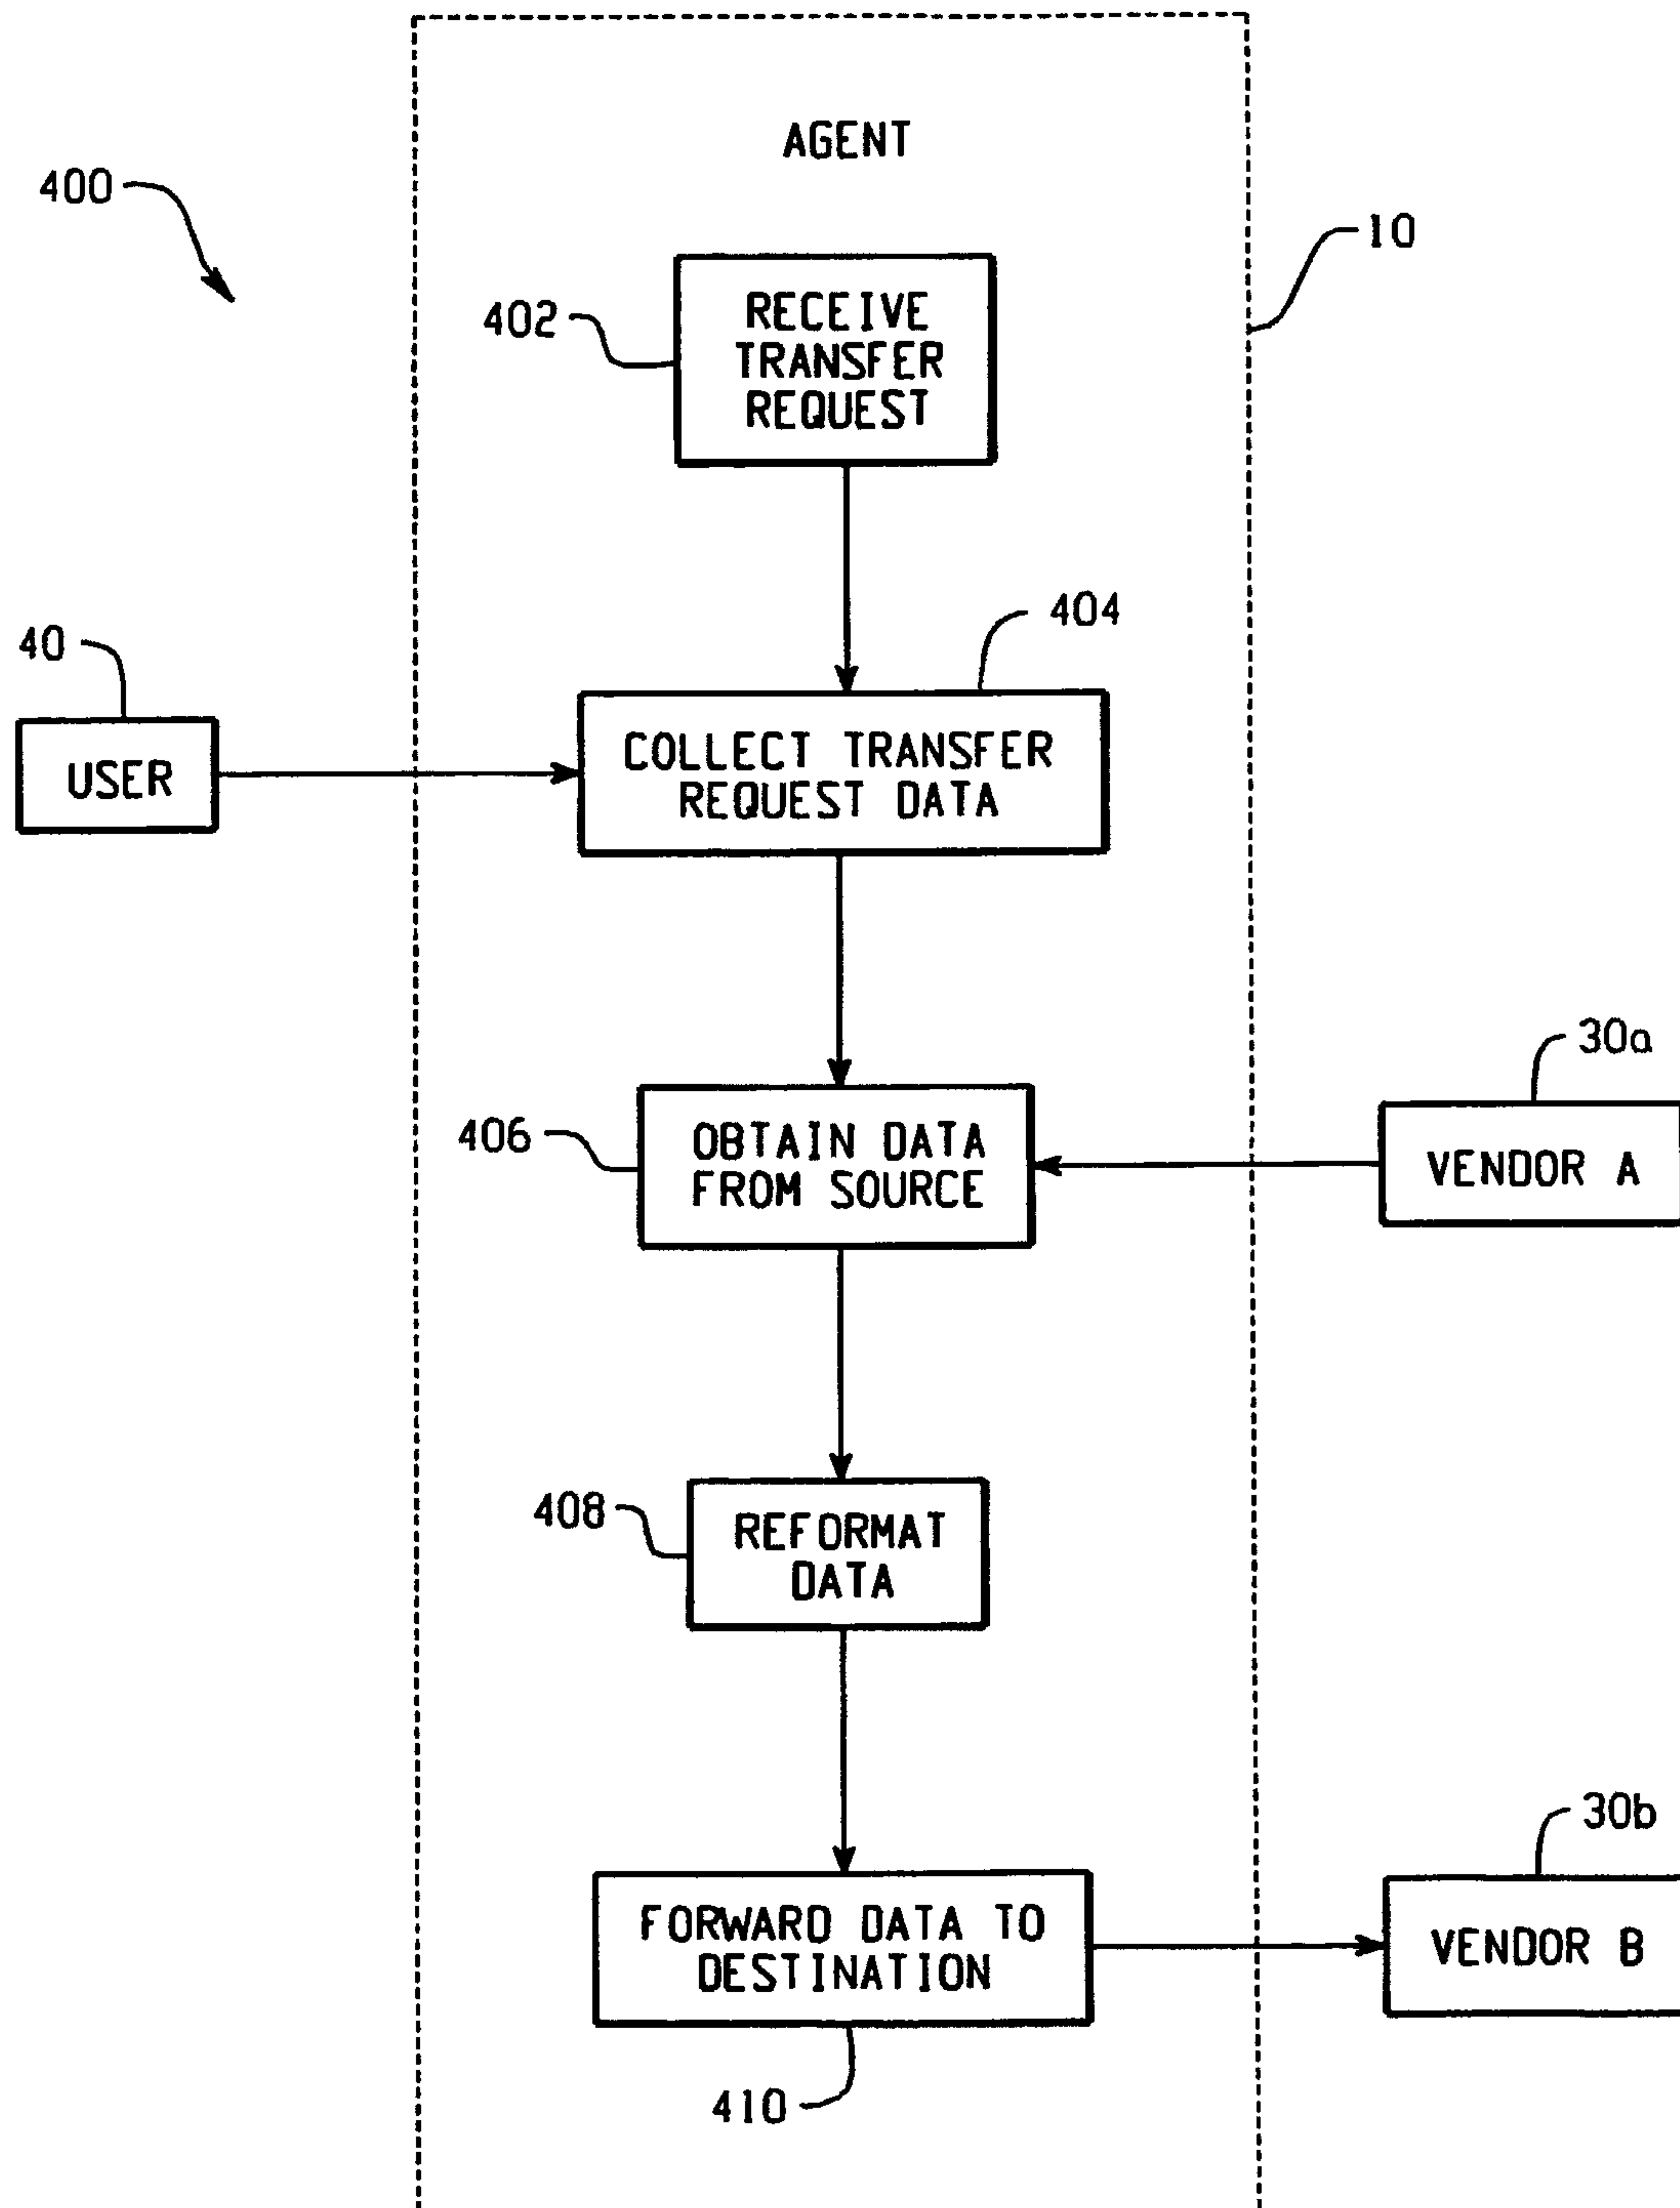 AGENT
400
10
402
RECEIVE
TRANSFER
REQUEST
404
40
USER
COLLECT TRANSFER
REQUEST DATA
30a
406
OBTAIN DATA
FROM SOURCE
VENDOR A
408
REFORMAT
DATA
30b
FORWARD DATA TO
DESTINATION
VENDOR B
410